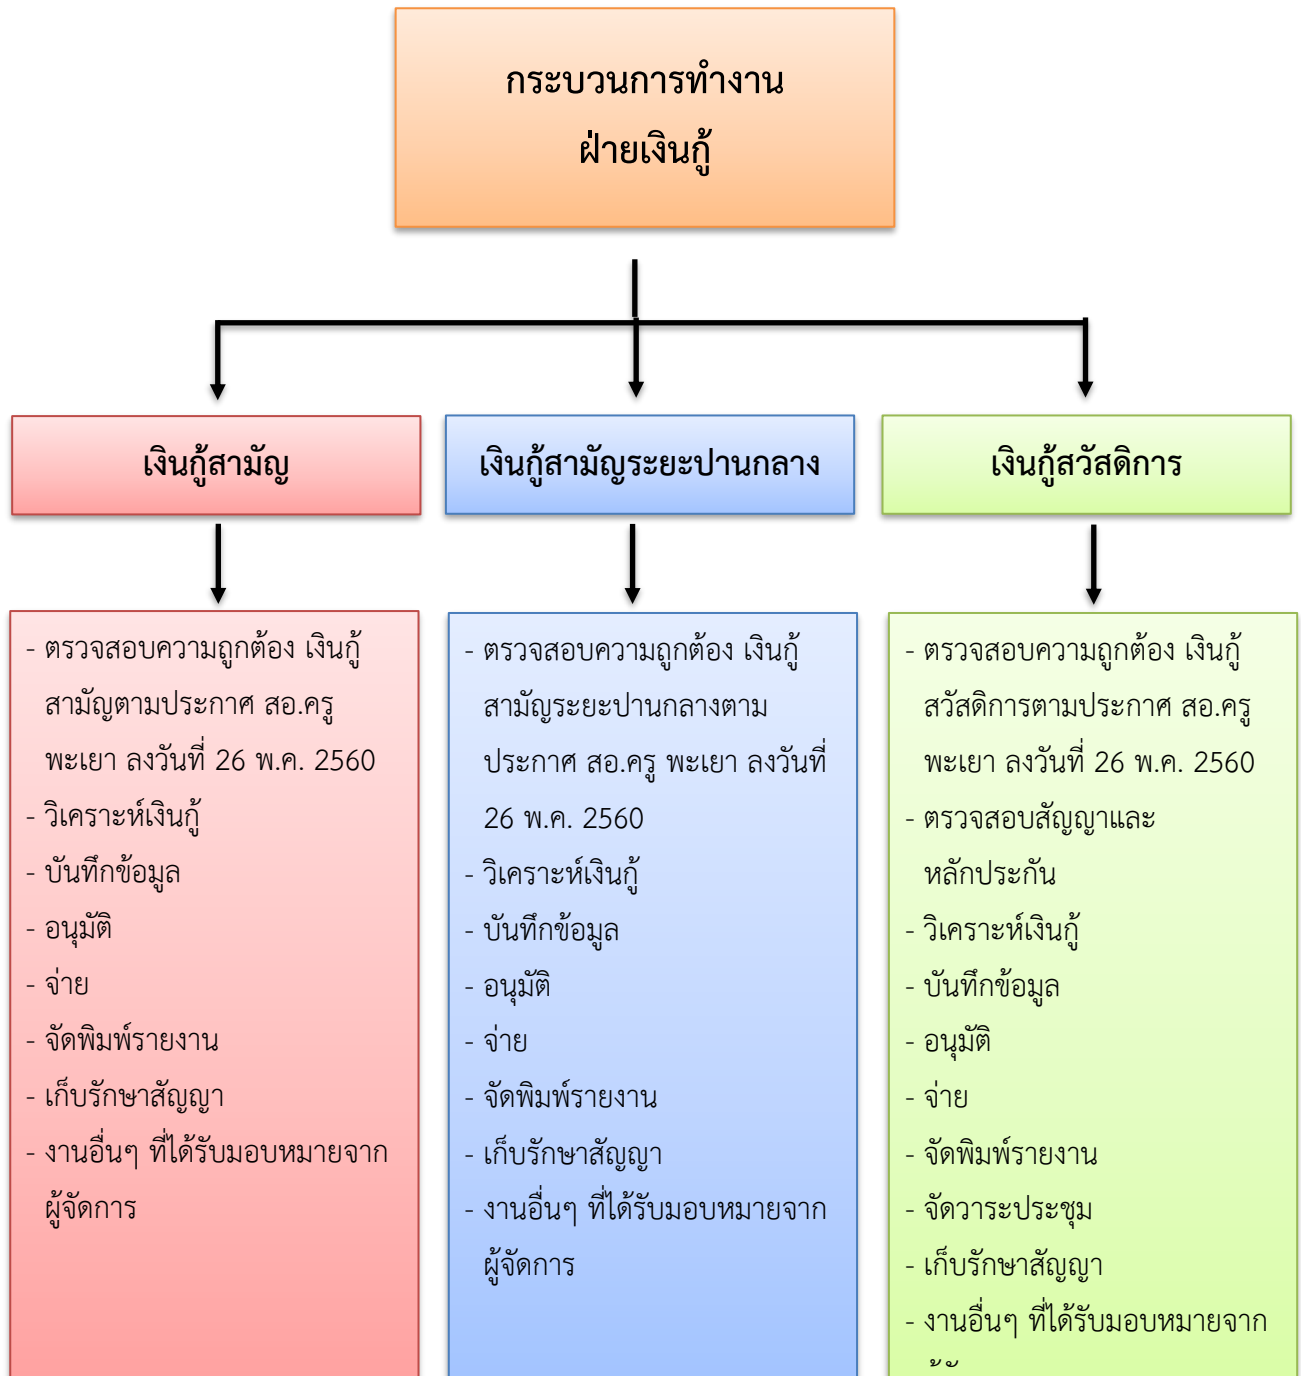 กระบวนการทำงาน
ฝ่ายเงินกู้
เงินกู้สามัญ
เงินกู้สามัญระยะปานกลาง
เงินกู้สวัสดิการ
- ตรวจสอบความถูกต้อง เงินกู้
สามัญตามประกาศ สอ.ครู
พะเยา ลงวันที่ 26 พ.ค. 2560
- วิเคราะห์เงินกู้
- บันทึกข้อมูล
- อนุมัติ
- จ่าย
- จัดพิมพ์รายงาน
- เก็บรักษาสัญญา
- งานอื่นๆ ที่ได้รับมอบหมายจาก
ผู้จัดการ
- ตรวจสอบความถูกต้อง เงินกู้
สามัญระยะปานกลางตาม
ประกาศ สอ.ครู พะเยา ลงวันที่
26 พ.ค. 2560
- วิเคราะห์เงินกู้
- บันทึกข้อมูล
- อนุมัติ
- จ่าย
- จัดพิมพ์รายงาน
- เก็บรักษาสัญญา
- งานอื่นๆ ที่ได้รับมอบหมายจาก
ผู้จัดการ
- ตรวจสอบความถูกต้อง เงินกู้
สวัสดิการตามประกาศ สอ.ครู
พะเยา ลงวันที่ 26 พ.ค. 2560
- ตรวจสอบสัญญาและ
หลักประกัน
- วิเคราะห์เงินกู้
- บันทึกข้อมูล
- อนุมัติ
- จ่าย
- จัดพิมพ์รายงาน
- จัดวาระประชุม
- เก็บรักษาสัญญา
- งานอื่นๆ ที่ได้รับมอบหมายจาก